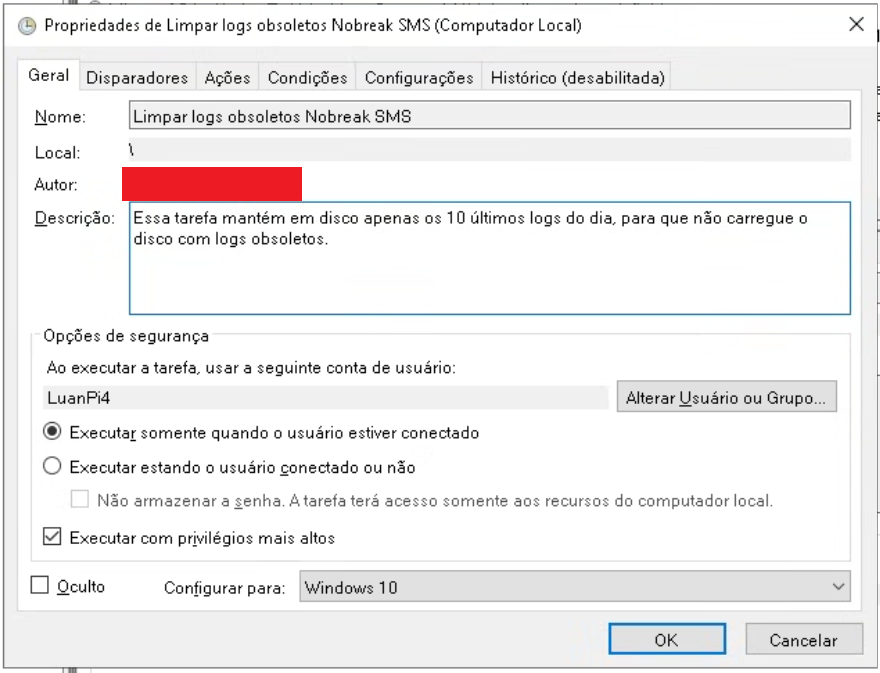 Propriedades de Limpar logs obsoletos Nobreak SMS (Computador Local)
Geral Disparadores Ações Condições Configurações Histórico (desabilitada)
Nome: Limpar logs obsoletos Nobreak SMS
Local: \
Autor:
Descrição: Essa tarefa mantém em disco apenas os 10 últimos logs do dia, para que não carregue o
disco com logs obsoletos.
Opções de segurança
Ao executar a tarefa, usar a seguinte conta de usuário:
LuanPi4 Alterar Usuário ou Grupo...
Executar somente quando o usuário estiver conectado
Executar estando o usuário conectado ou não
Não armazenar a senha. A tarefa terá acesso somente aos recursos do computador local.
Executar com privilégios mais altos
Oculto Configurar para: Windows 10
OK Cancelar